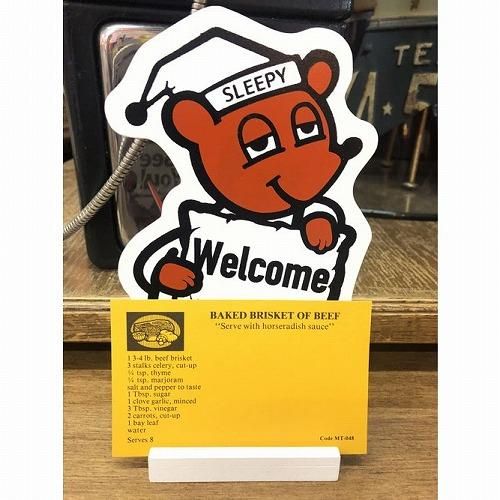 TE
SLEEPY
Welcome
BAKED BRISKET OF BEEF
"Serve with horseradish sauce"
1 3-4 lb. beef brisket
3 stalks celery, cut-up
¼ tsp. thyme
¼ tsp. marjoram
salt and pepper to taste
1 Tbsp. sugar
1 clove garlic, minced
3 Tbsp. vinegar
2 carrots, cut-up
1 bay leaf
water
Serves 8
Code MT-048